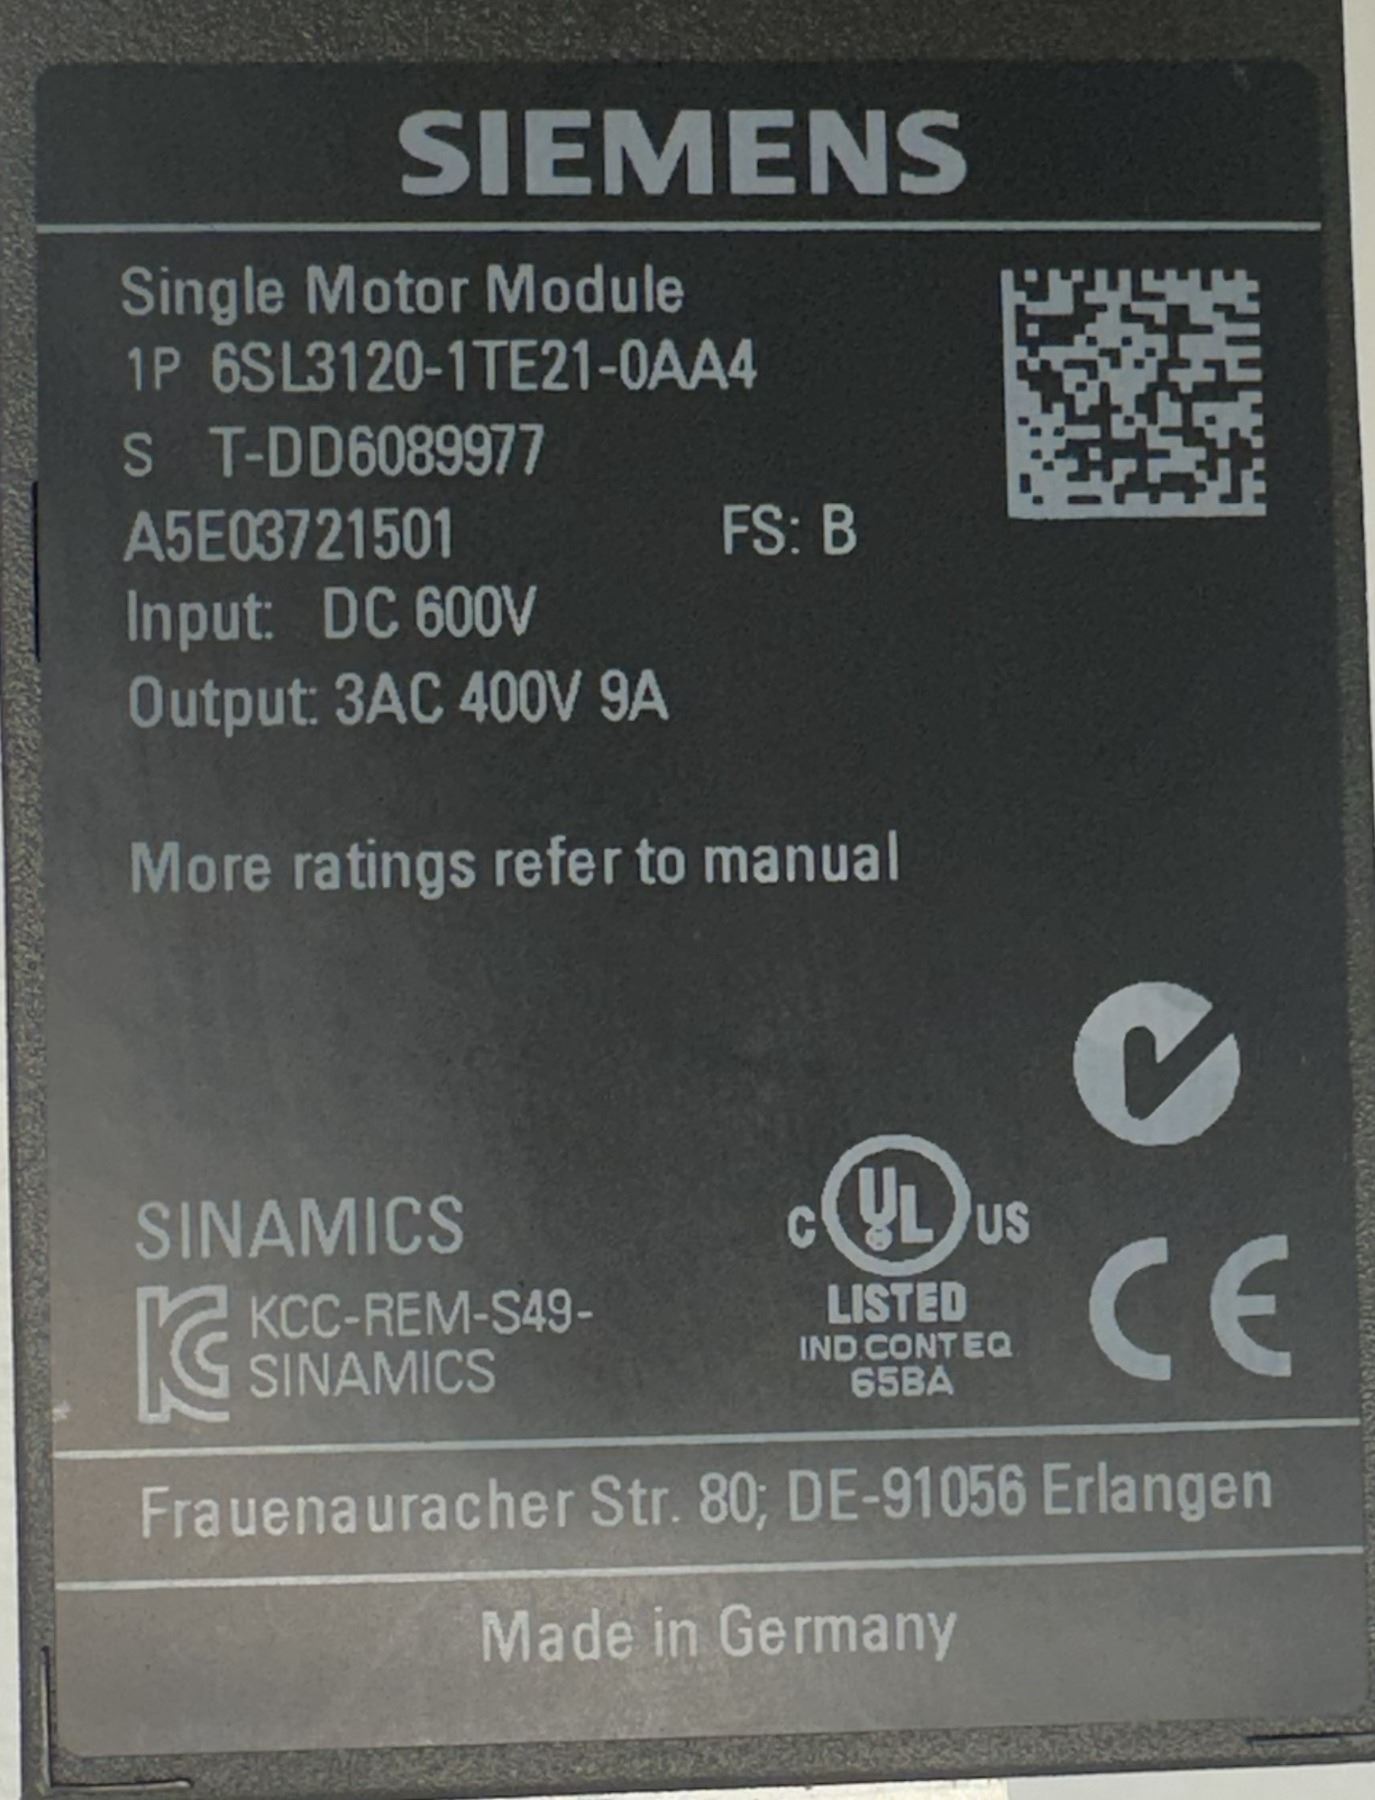 SIEMENS
Single Motor Module
1P 6SL3120-1TE21-0AA4
S T-DD6089977
A5E03721501 FS: B
Input: DC 600V
Output: 3AC 400V 9A
More ratings refer to manual
SINAMICS
KCC-REM-S49-
SINAMICS
C UL US
LISTED
IND CONT EQ
65BA
CE
Frauenauracher Str. 80; DE-91056 Erlangen
Made in Germany